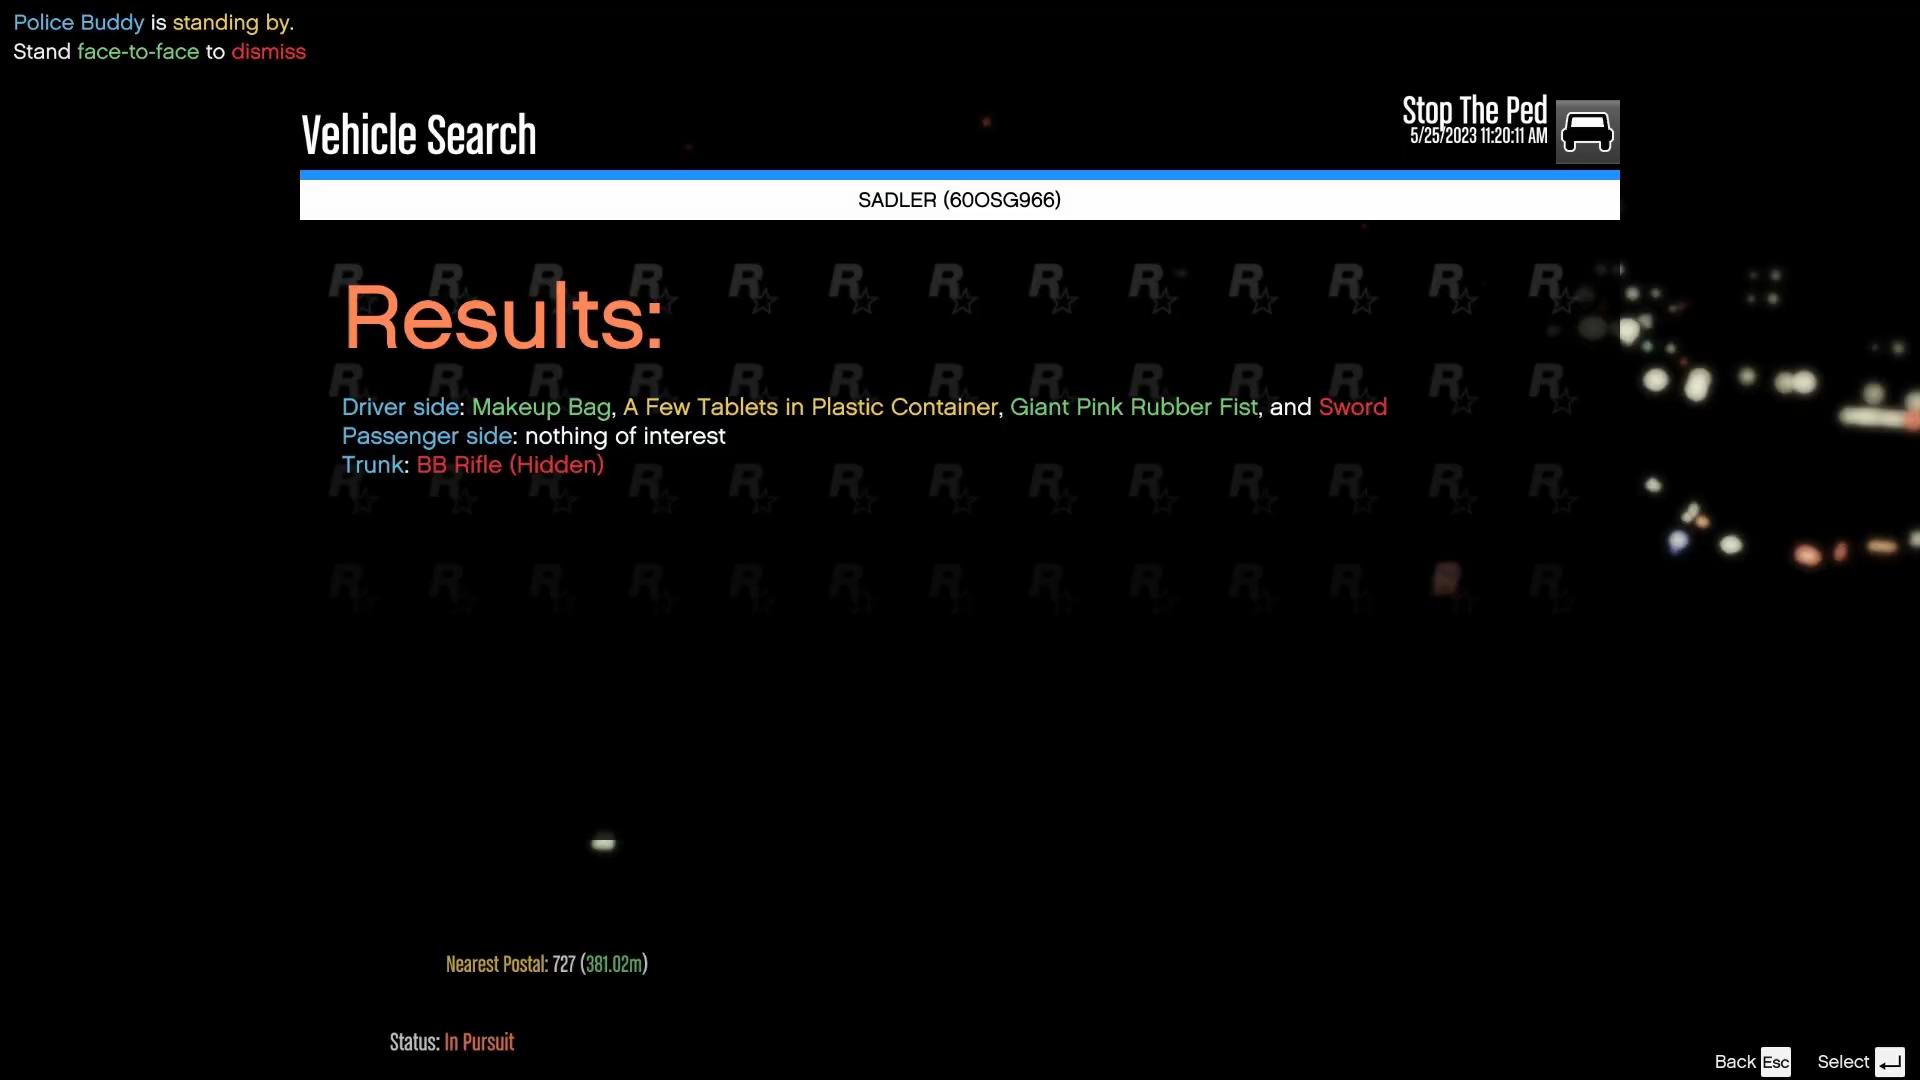 Police Buddy is standing by.
Stand face-to-face to dismiss
Vehicle Search
Stop The Ped
5/25/2023 11:20:11 AM
SADLER (60OSG966)
Results:
Driver side: Makeup Bag, A Few Tablets in Plastic Container, Giant Pink Rubber Fist, and Sword
Passenger side: nothing of interest
Trunk: BB Rifle (Hidden)
Nearest Postal: 727 (381.02m)
Status: In Pursuit
Back Esc Select